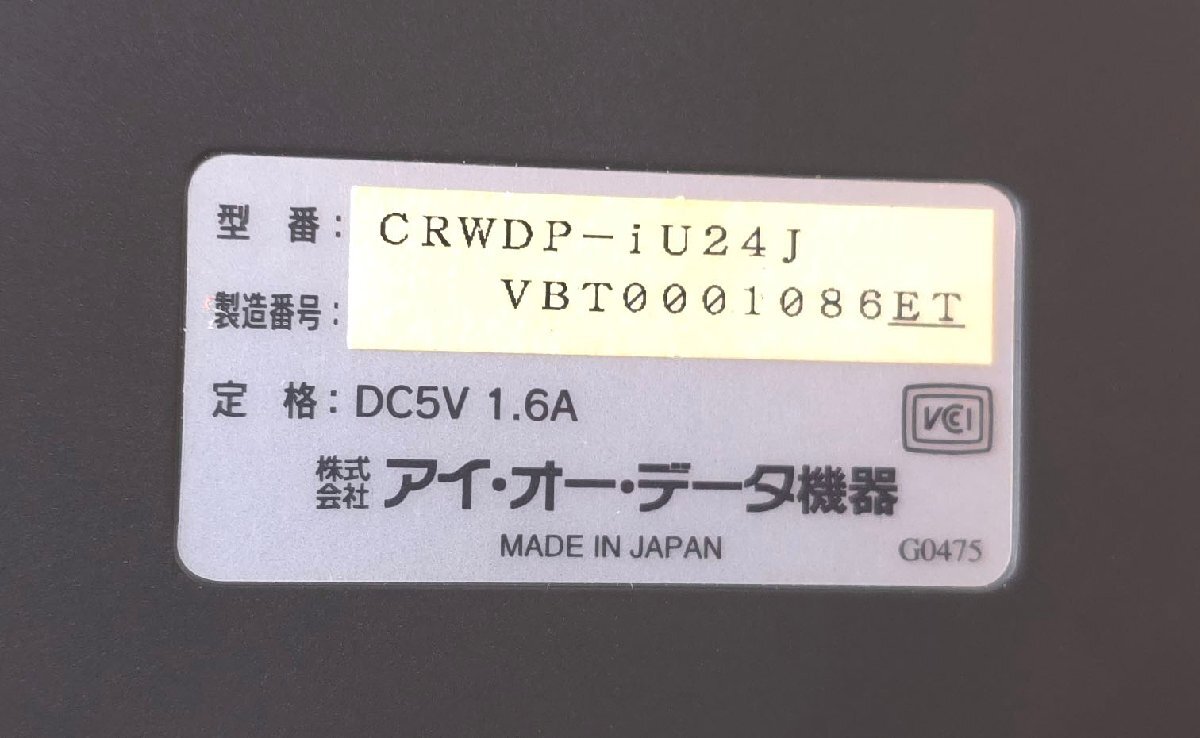 型 番: CRWDP-iU24J
製造番号: VBT0001086ET
定 格: DC5V 1.6A
VCCI
株式会社 アイ・オー・データ機器
MADE IN JAPAN
G0475